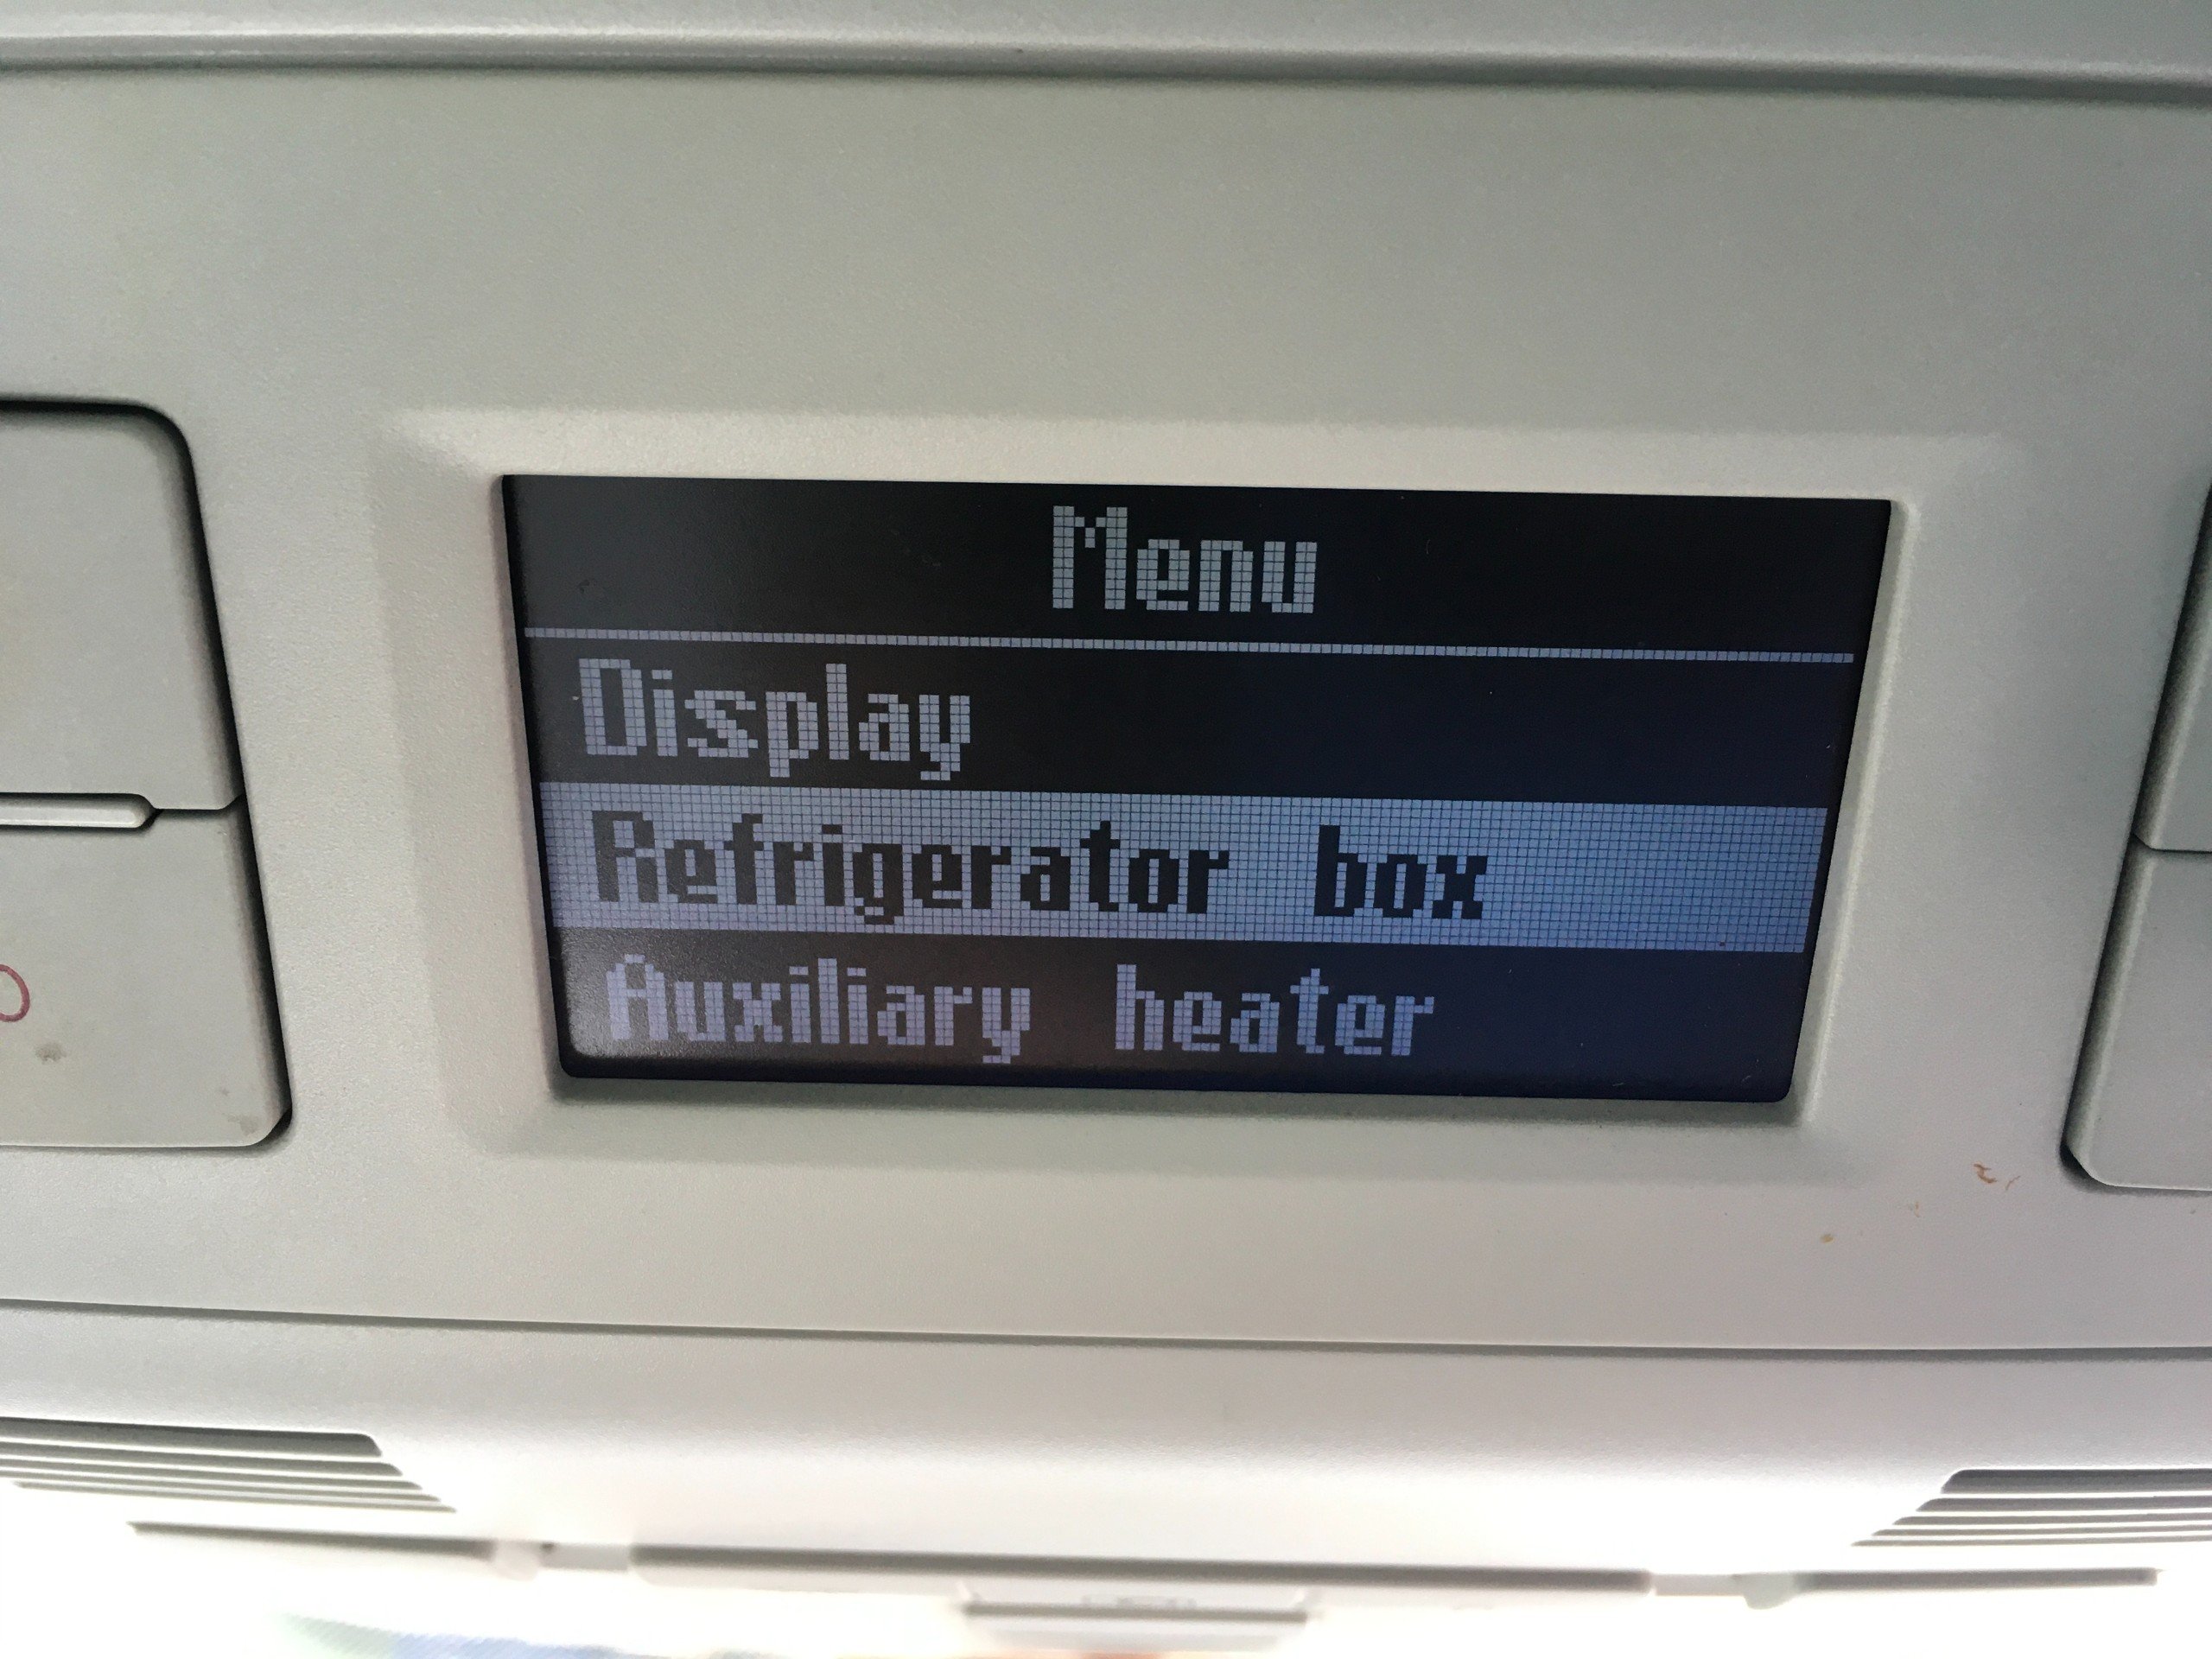 Menu
Display
Refrigerator box
Auxiliary heater